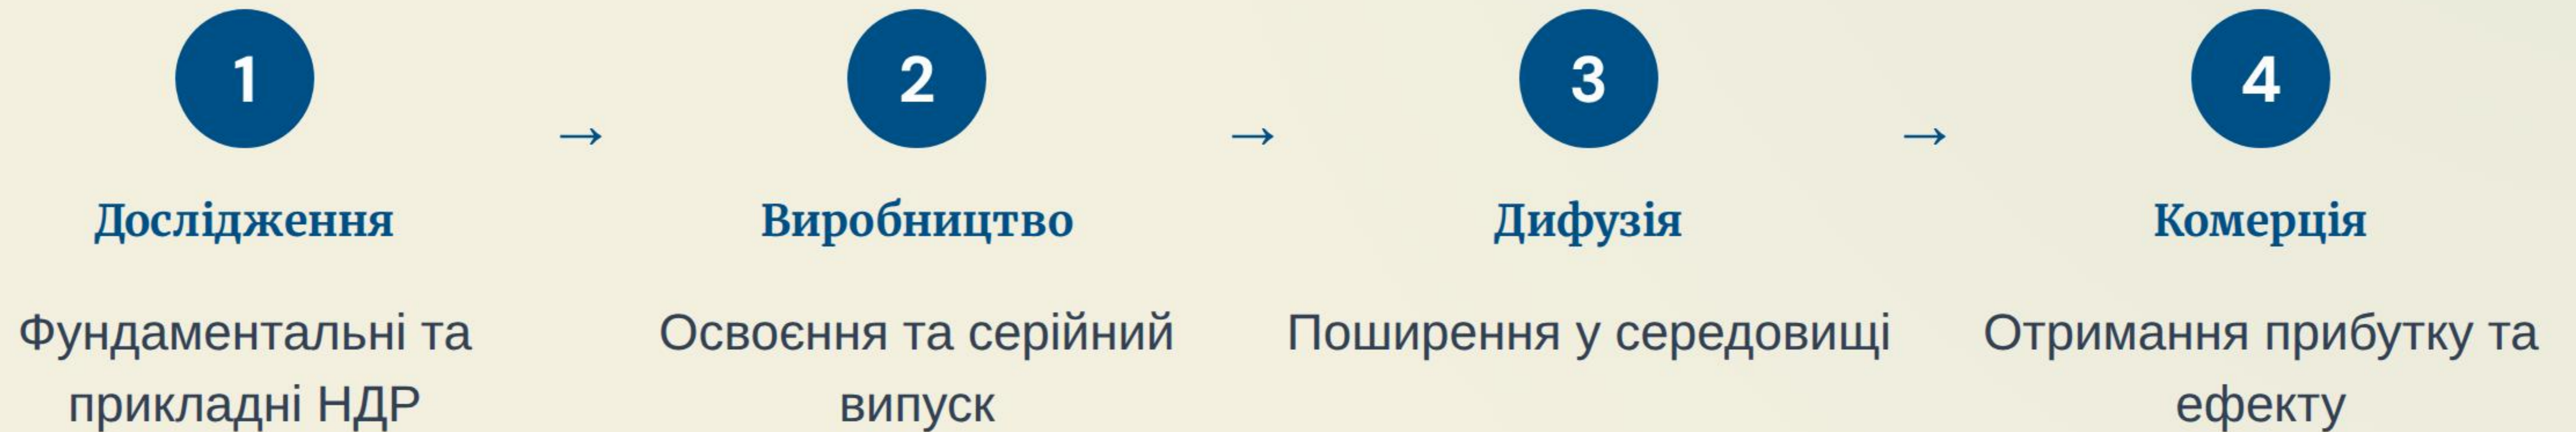 1
→
Дослідження
Фундаментальні та
прикладні НДР
2
→
Виробництво
Освоєння та серійний
випуск
3
→
Дифузія
Поширення у середовищі
4
Комерція
Отримання прибутку та
ефекту